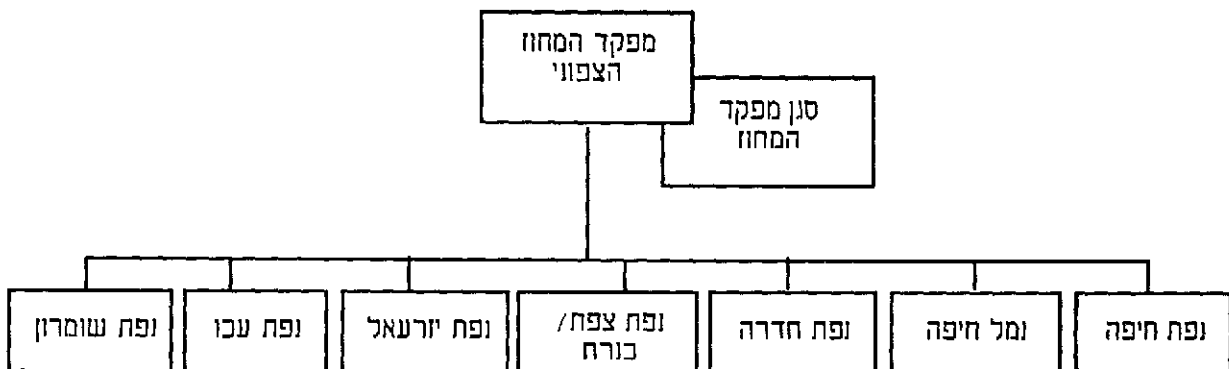 מפקד המחוז
הצפוני
סגן מפקד
המחוז
נפת חיפה
נמל חיפה
נפת חדרה
נפת צפת/
כנרת
נפת יזרעאל
נפת עכו
נפת שומרון